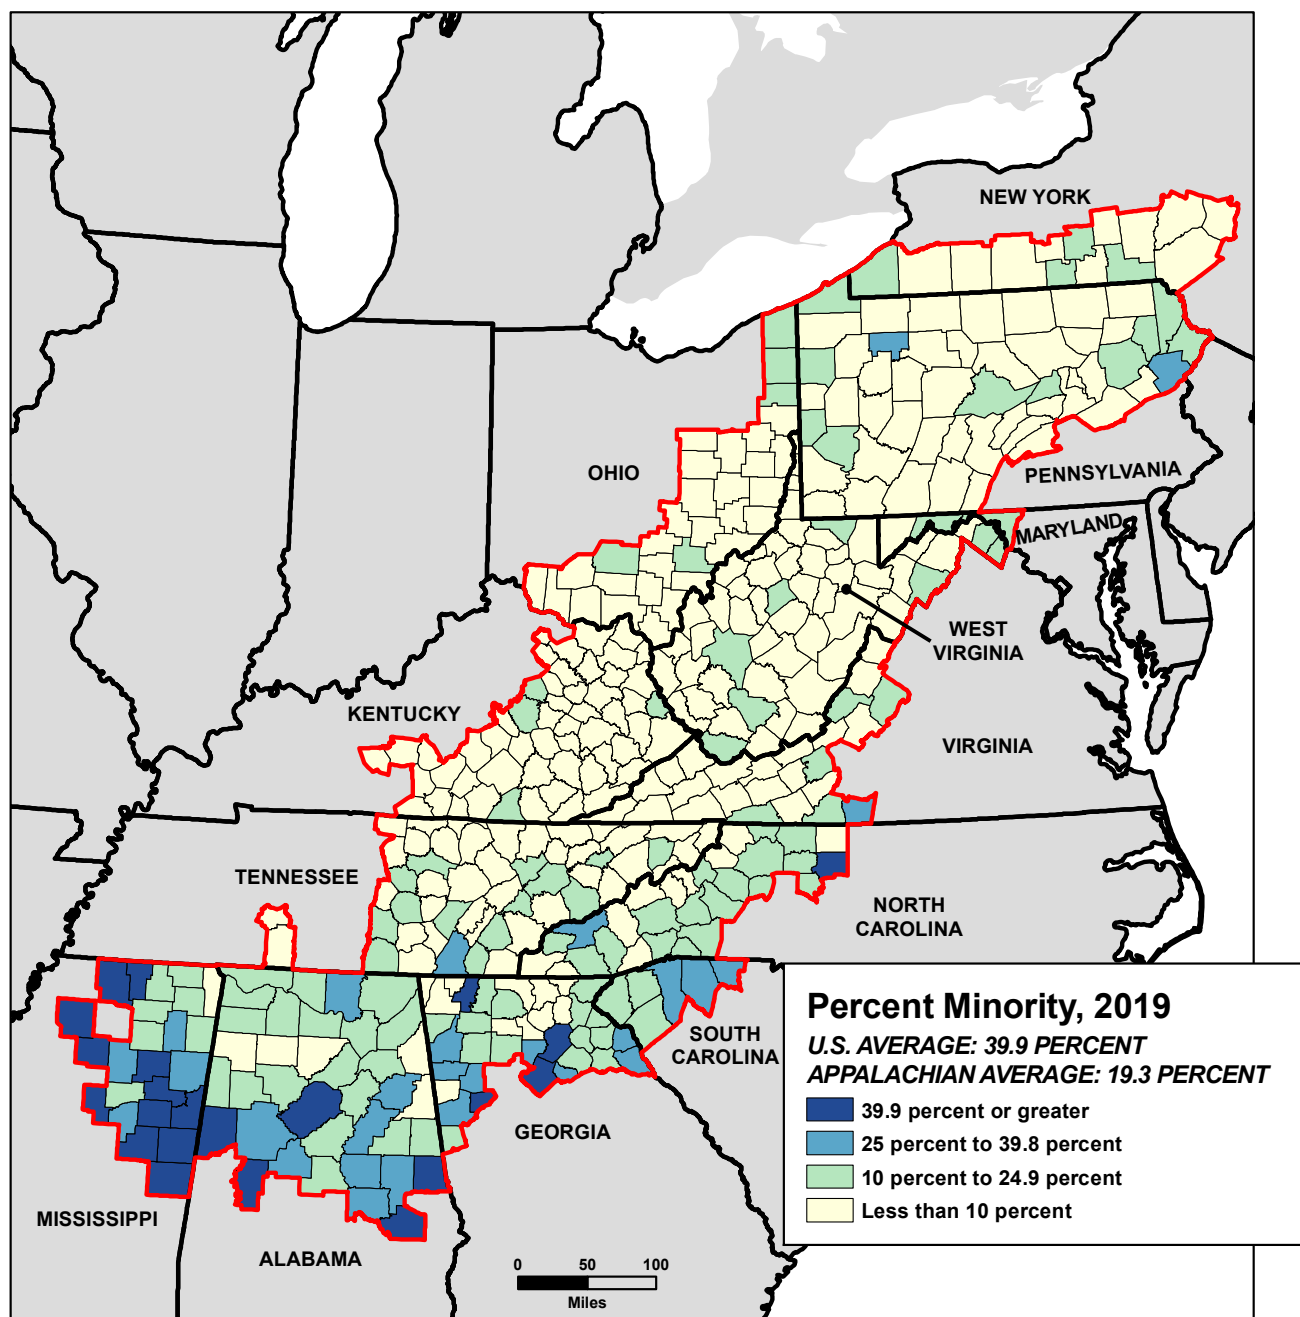 NEW YORK
OHIO
PENNSYLVANIA
MARYLAND
WEST
VIRGINIA
KENTUCKY
VIRGINIA
TENNESSEE
NORTH
CAROLINA
SOUTH
CAROLINA
GEORGIA
MISSISSIPPI
ALABAMA
Percent Minority, 2019
U.S. AVERAGE: 39.9 PERCENT
APPALACHIAN AVERAGE: 19.3 PERCENT
39.9 percent or greater
25 percent to 39.8 percent
10 percent to 24.9 percent
Less than 10 percent
0 50 100
Miles